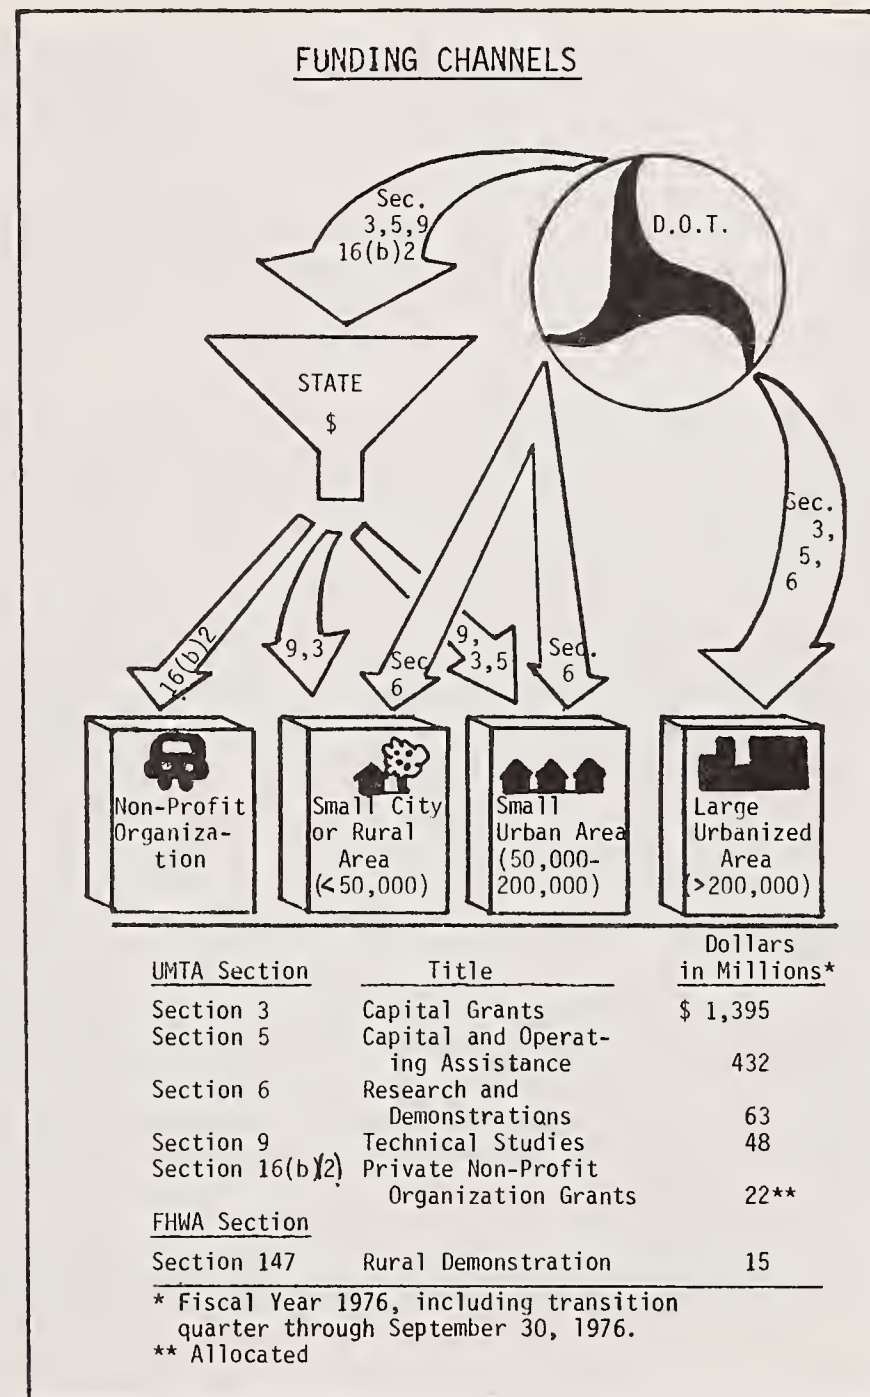 FUNDING CHANNELS
Sec.
3,5,9
16(b)2
D.O.T.
STATE
$
Sec.
3,
5,
6
16(b)2
9,3
Sec
6
9,
3,5
Sec.
6
Non-Profit
Organiza-
tion
Small City
or Rural
Area
(<50,000)
Small
Urban Area
(50,000-
200,000)
Large
Urbanized
Area
(>200,000)
Dollars
UMTA Section Title in Millions*
Section 3 Capital Grants $ 1,395
Section 5 Capital and Operat-
ing Assistance 432
Section 6 Research and
Demonstrations 63
Section 9 Technical Studies 48
Section 16(b)(2) Private Non-Profit
Organization Grants 22**
FHWA Section
Section 147 Rural Demonstration 15
* Fiscal Year 1976, including transition
quarter through September 30, 1976.
** Allocated